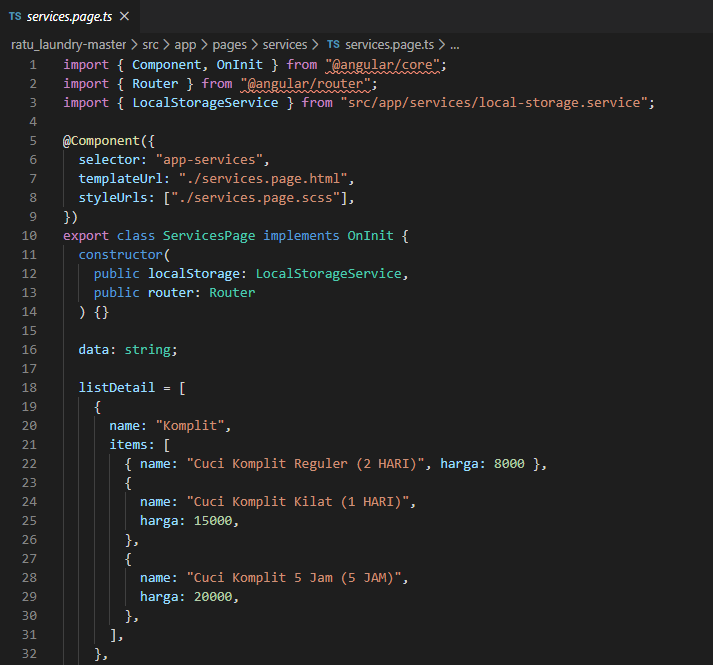 TS services.page.ts ×
ratu_laundry-master > src > app > pages > services > TS services.page.ts > ...
1 import { Component, OnInit } from "@angular/core";
2 import { Router } from "@angular/router";
3 import { LocalStorageService } from "src/app/services/local-storage.service";
4
5 @Component({
6   selector: "app-services",
7   templateUrl: "./services.page.html",
8   styleUrls: ["./services.page.scss"],
9 })
10 export class ServicesPage implements OnInit {
11   constructor(
12     public localStorage: LocalStorageService,
13     public router: Router
14   ) {}
15
16   data: string;
17
18   listDetail = [
19     {
20       name: "Komplit",
21       items: [
22         { name: "Cuci Komplit Reguler (2 HARI)", harga: 8000 },
23         {
24           name: "Cuci Komplit Kilat (1 HARI)",
25           harga: 15000,
26         },
27         {
28           name: "Cuci Komplit 5 Jam (5 JAM)",
29           harga: 20000,
30         },
31       ],
32     },